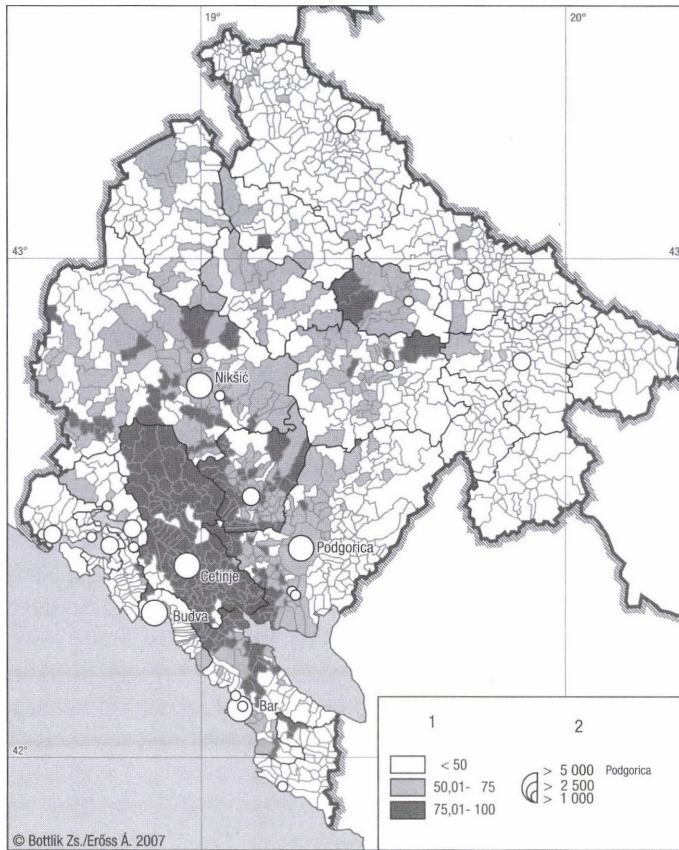 19° 20°
43° 43
Nikšić
Podgorica
Cetinje
Budva
Bar
42°
1 2
< 50
50,01- 75
75,01- 100
> 5 000 Podgorica
> 2 500
> 1 000
© Bottlik Zs./Erőss Á. 2007